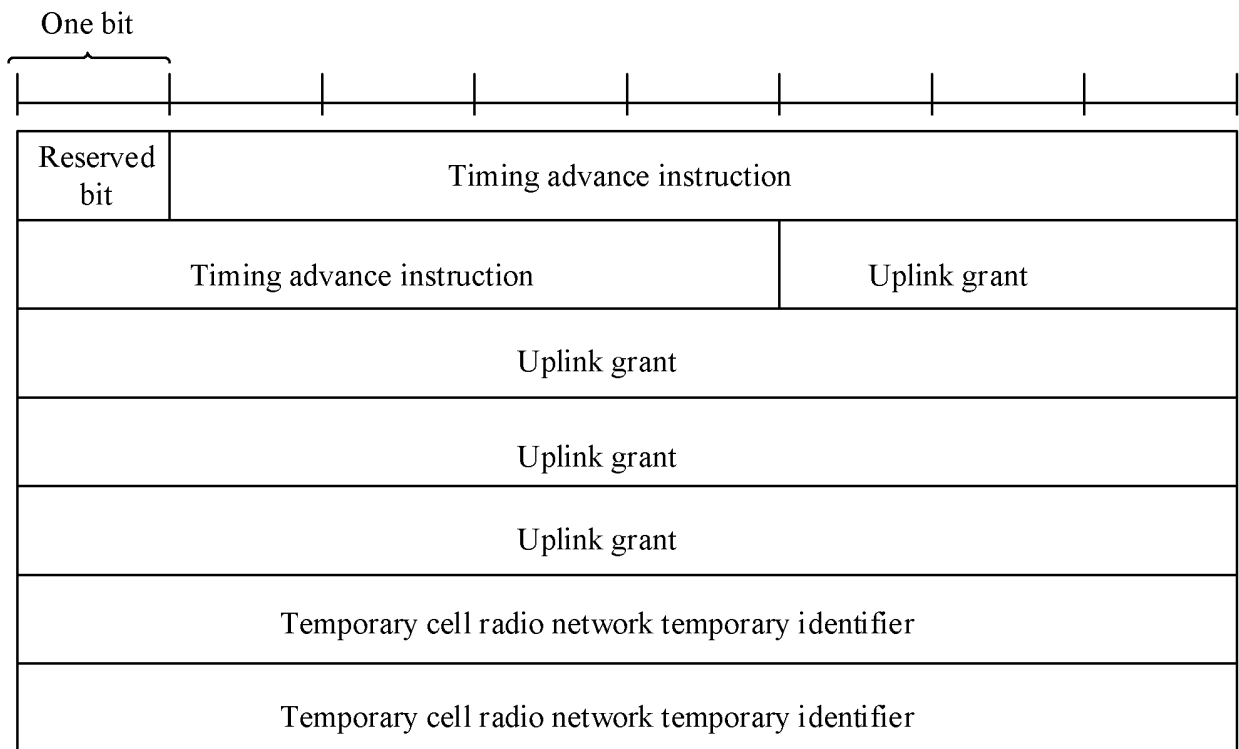 One bit
Reserved
bit
Timing advance instruction
Timing advance instruction
Uplink grant
Uplink grant
Uplink grant
Uplink grant
Temporary cell radio network temporary identifier
Temporary cell radio network temporary identifier